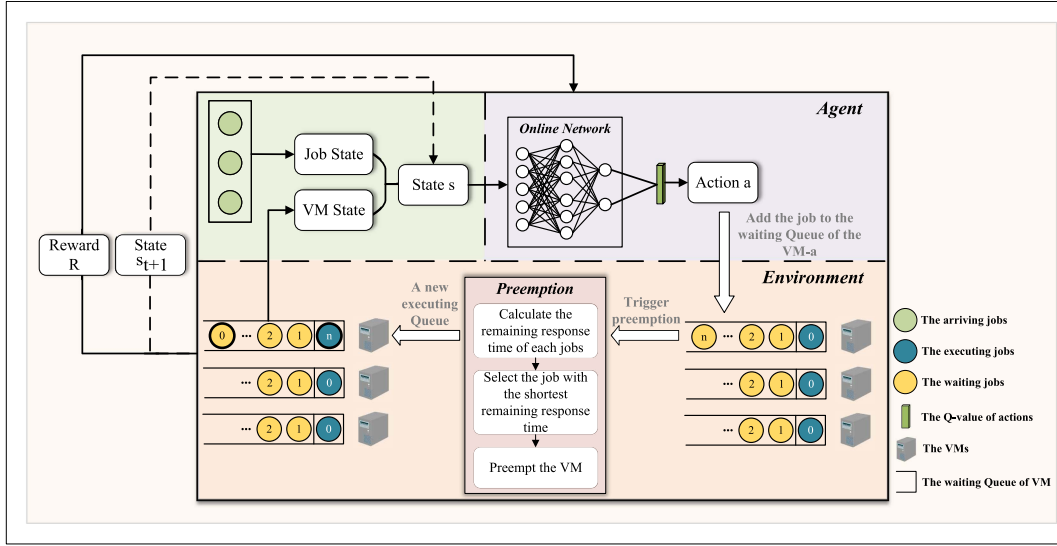 Agent
Online Network
Job State
VM State
State s
Action a
Reward
R
State
St+1
Add the job to the
waiting Queue of the
VM-a
Environment
Preemption
Calculate the
remaining response
time of each jobs
Select the job with
the shortest
remaining response
time
Preempt the VM
A new
executing
Queue
Trigger
preemption
0 ... 2 1 n
... 2 1 0
... 2 1 0
n ... 2 1 0
... 2 1 0
... 2 1 0
The arriving jobs
The executing jobs
The waiting jobs
The Q-value of actions
The VMs
The waiting Queue of VM